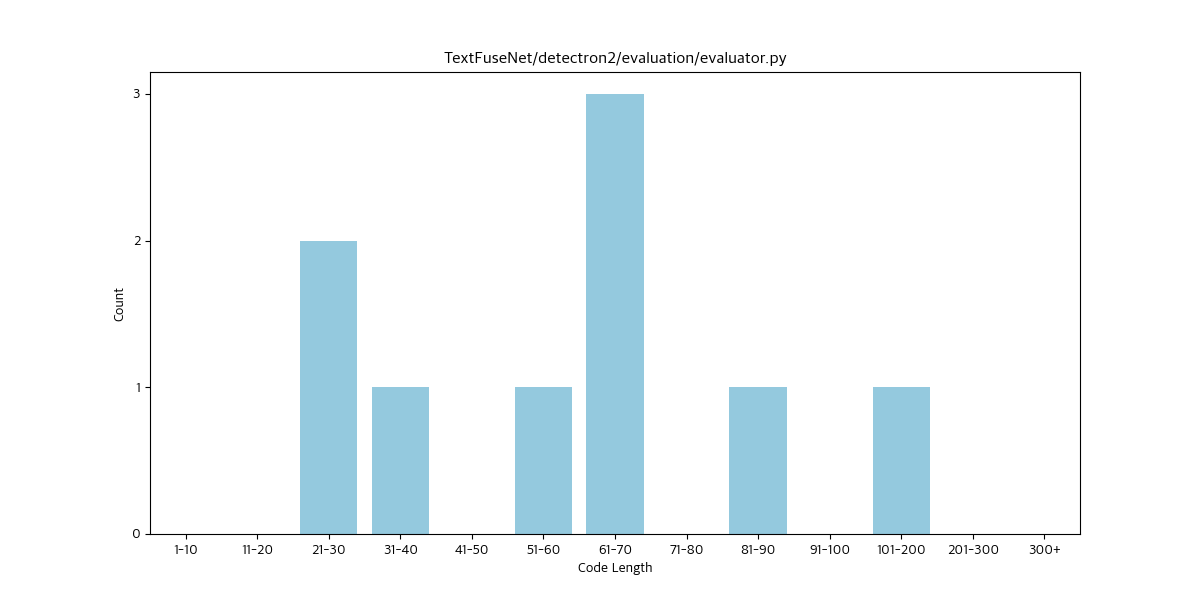 TextFuseNet/detectron2/evaluation/evaluator.py
Count
3
2
1
0
1-10 11-20 21-30 31-40 41-50 51-60 61-70 71-80 81-90 91-100 101-200 201-300 300+
Code Length